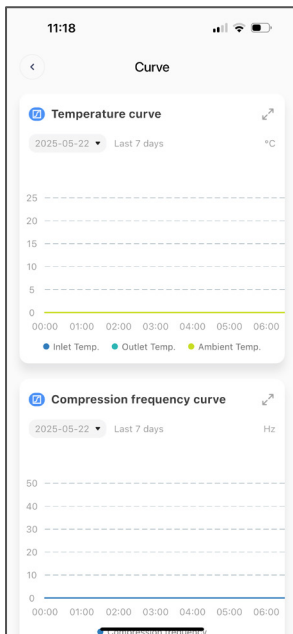 11:18
Curve
Temperature curve
2025-05-22 Last 7 days °C
25
20
15
10
5
0
00:00 01:00 02:00 03:00 04:00 05:00 06:00
Inlet Temp. Outlet Temp. Ambient Temp.
Compression frequency curve
2025-05-22 Last 7 days Hz
50
40
30
20
10
0
00:00 01:00 02:00 03:00 04:00 05:00 06:00
Compression frequency